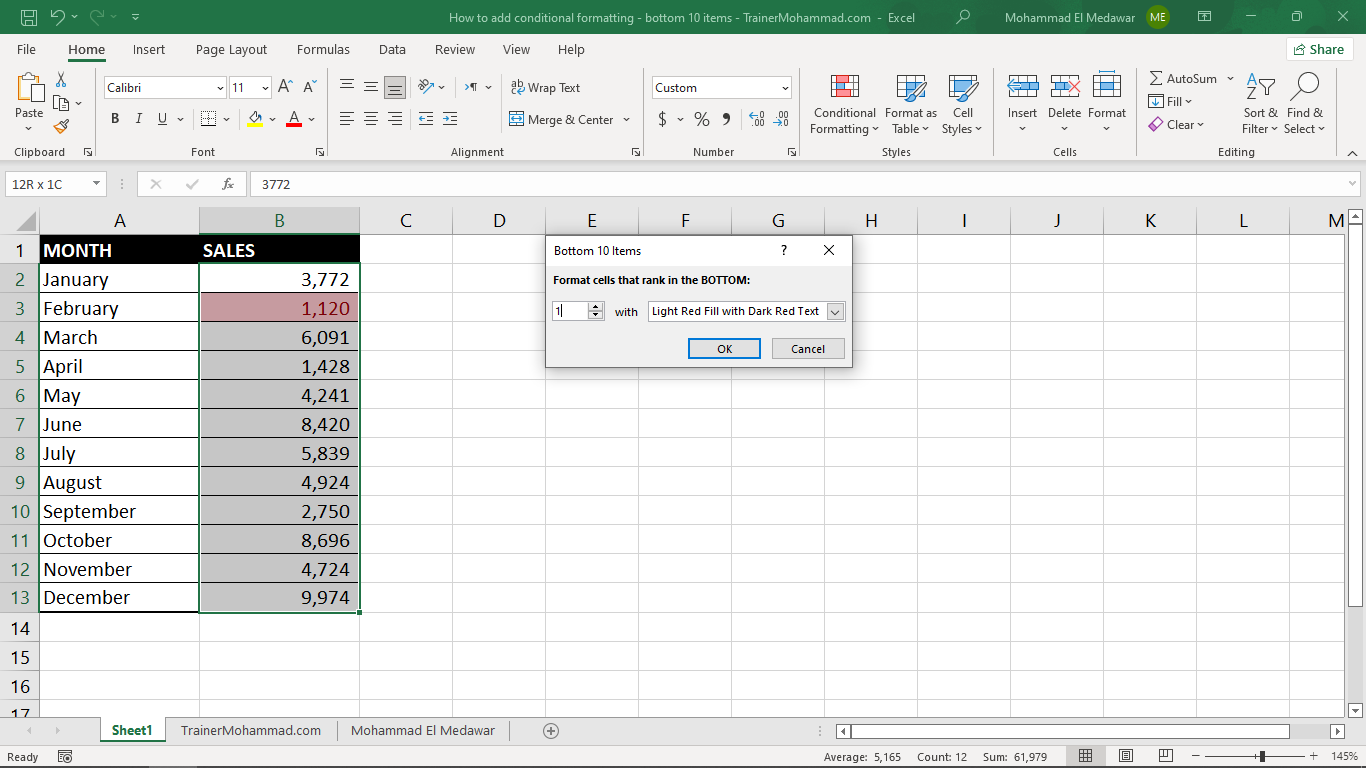 How to add conditional formatting - bottom 10 items - TrainerMohammad.com - Excel
Mohammad El Medawar
ME
File Home Insert Page Layout Formulas Data Review View Help
Share
Paste
Clipboard
Calibri 11
B I U
A A A
Font
ab Wrap Text
Merge & Center
Alignment
Custom
$ % 9
Number
Conditional Formatting
Format as Table
Cell Styles
Styles
Insert Delete Format
Cells
AutoSum
Fill
Clear
Sort & Filter
Find & Select
Editing
12R x 1C
fx
3772
A B C D E F G H I J K L M
1 MONTH SALES
2 January 3,772
3 February 1,120
4 March 6,091
5 April 1,428
6 May 4,241
7 June 8,420
8 July 5,839
9 August 4,924
10 September 2,750
11 October 8,696
12 November 4,724
13 December 9,974
14
15
16
17
Bottom 10 Items ?
Format cells that rank in the BOTTOM:
1 with Light Red Fill with Dark Red Text
OK Cancel
Sheet1 TrainerMohammad.com Mohammad El Medawar
Ready
Average: 5,165 Count: 12 Sum: 61,979
145%